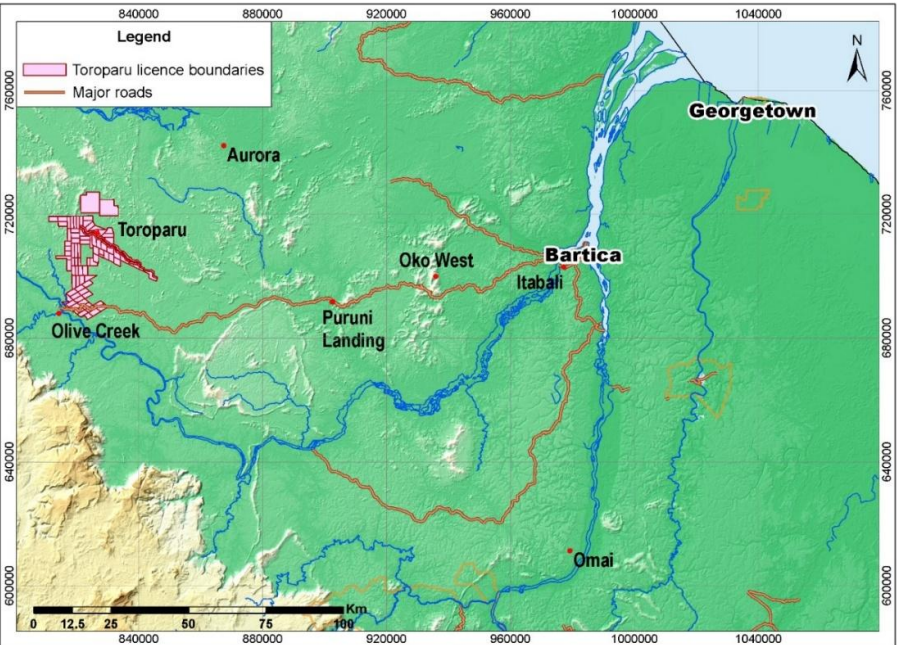 840000
880000
920000
960000
1000000
1040000
Legend
Toroparu licence boundaries
Major roads
N
760000
760000
Georgetown
Aurora
720000
720000
Toroparu
Oko West
Bartica
Itabali
Olive Creek
Puruni
Landing
680000
680000
640000
640000
Omai
600000
600000
Km
0 12.5 25 50 75 100
840000
880000
920000
960000
1000000
1040000